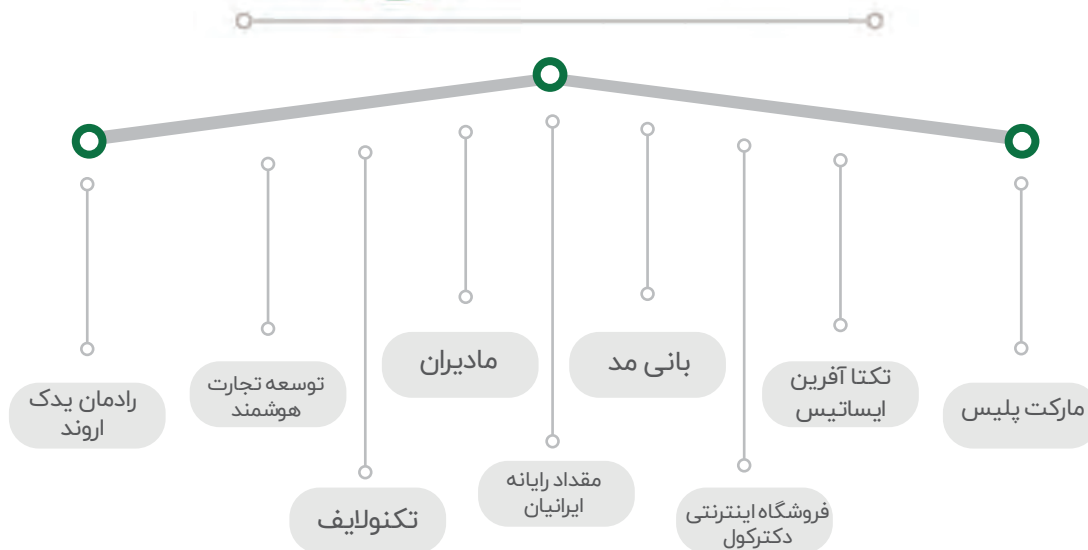 مارکت پلیس
تکتا آفرین
ایساتیس
فروشگاه اینترنتی
دکترکول
بانی مد
مقداد رایانه
ایرانیان
مادیران
تکنولایف
توسعه تجارت
هوشمند
رادمان یدک
اروند